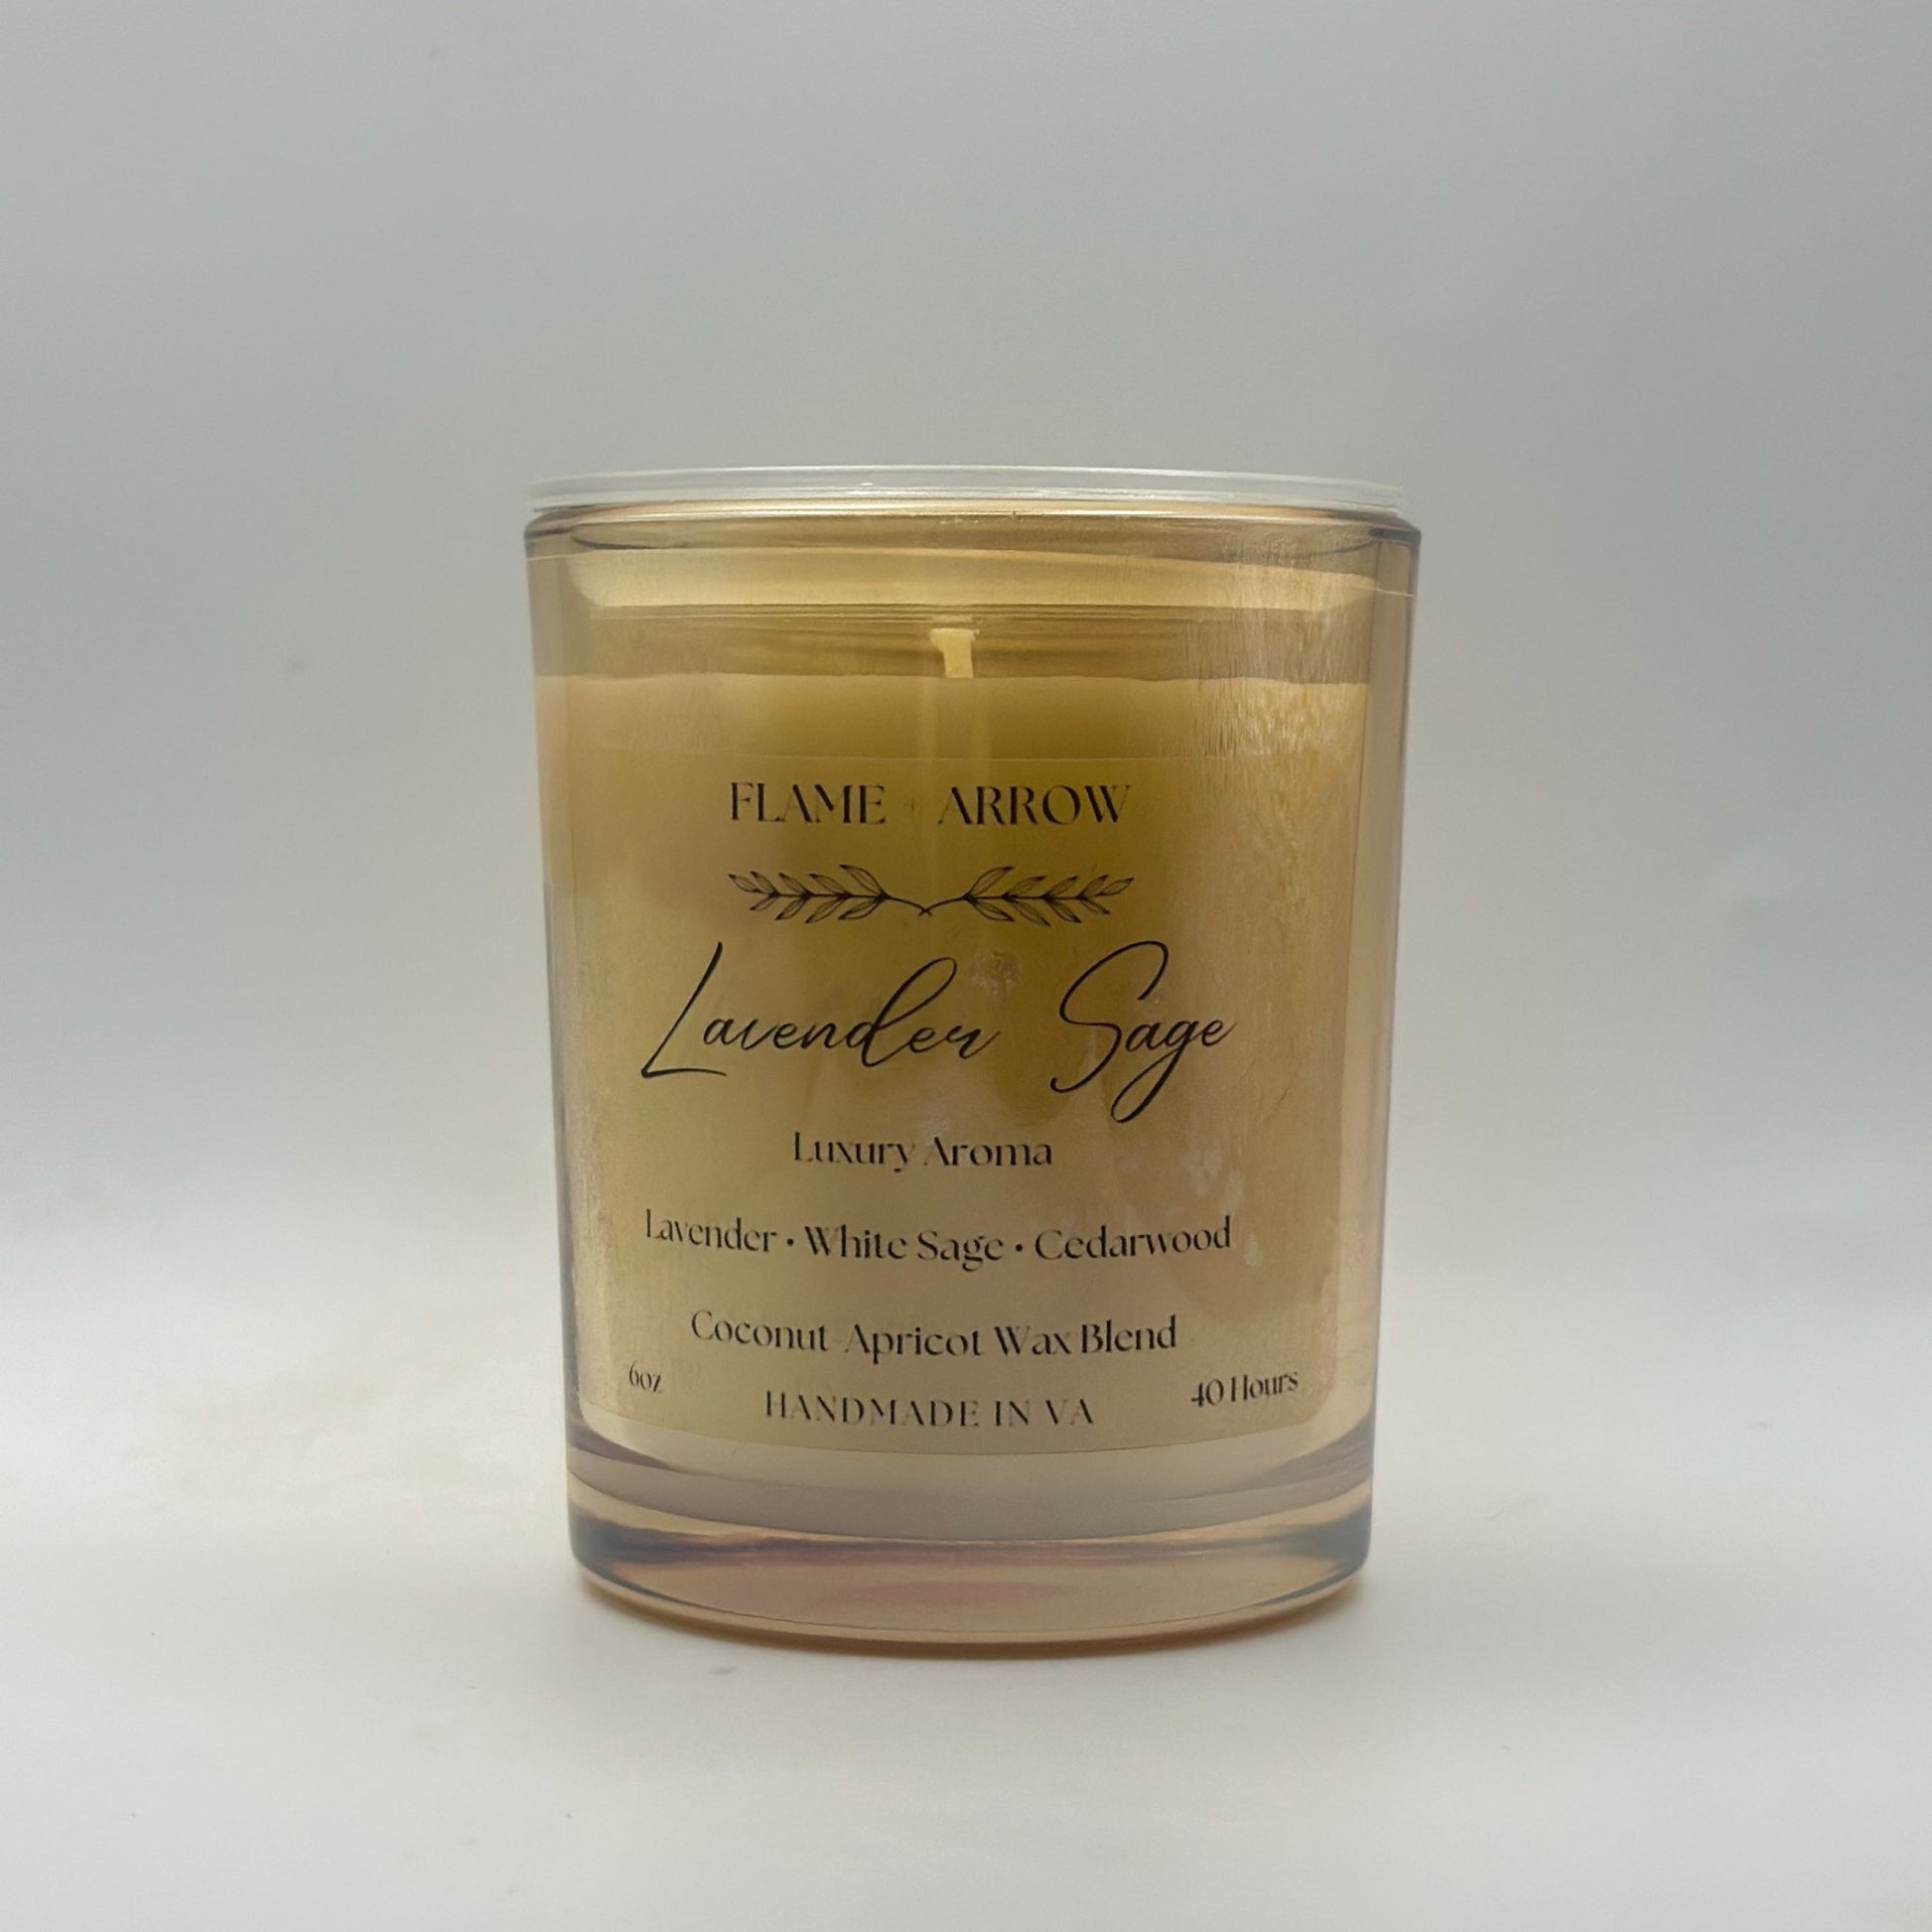 FLAME + ARROW
Lavender Sage
Luxury Aroma
Lavender • White Sage • Cedarwood
Coconut Apricot Wax Blend
6oz
40 Hours
HANDMADE IN VA